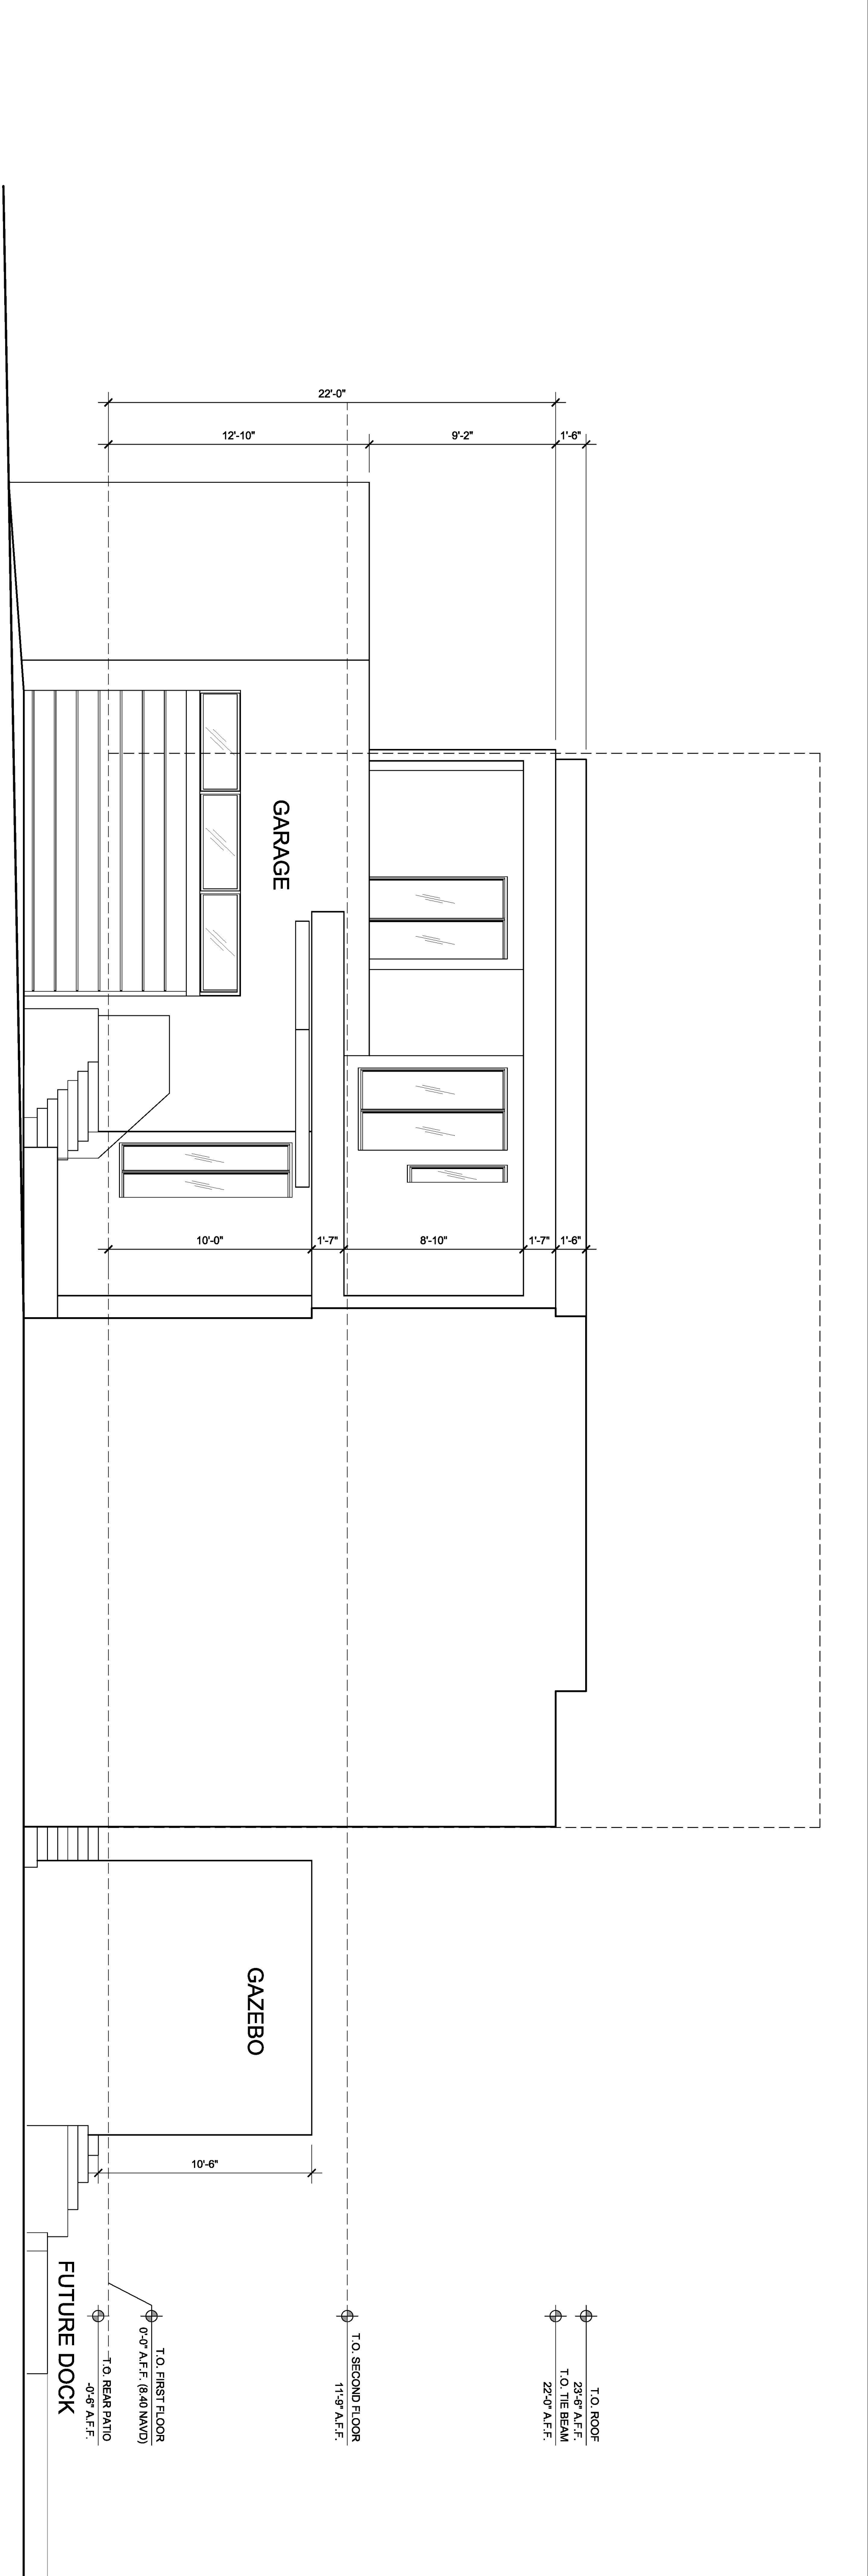 22'-0"
12'-10"
9'-2"
1'-6"
GARAGE
10'-0"
1'-7"
8'-10"
1'-7"
1'-6"
GAZEBO
10'-6"
FUTURE DOCK
T.O. ROOF
23'-6" A.F.F.
T.O. TIE BEAM
22'-0" A.F.F.
T.O. SECOND FLOOR
11'-9" A.F.F.
T.O. FIRST FLOOR
0'-0" A.F.F. (8.40 NAVD)
T.O. REAR PATIO
-0'-6" A.F.F.